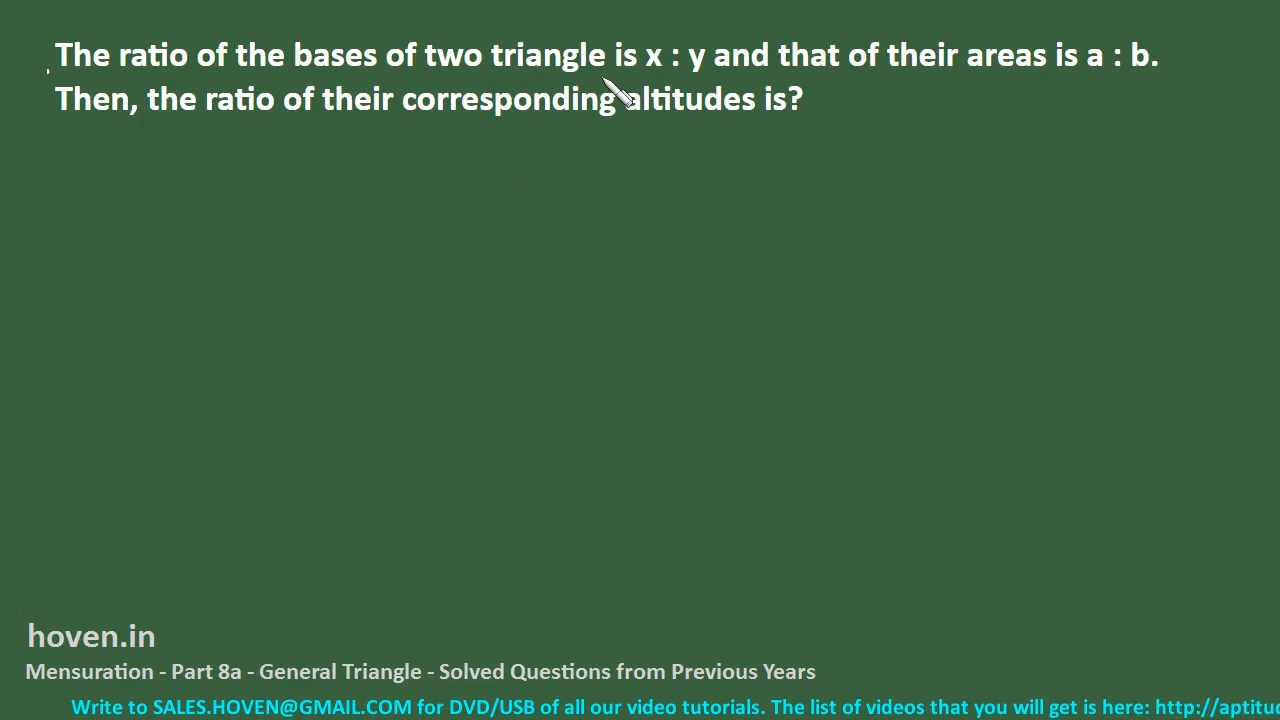 The ratio of the bases of two triangle is x : y and that of their areas is a : b.
Then, the ratio of their corresponding altitudes is?
hoven.in
Mensuration - Part 8a - General Triangle - Solved Questions from Previous Years
Write to SALES.HOVEN@GMAIL.COM for DVD/USB of all our video tutorials. The list of videos that you will get is here: http://aptitud